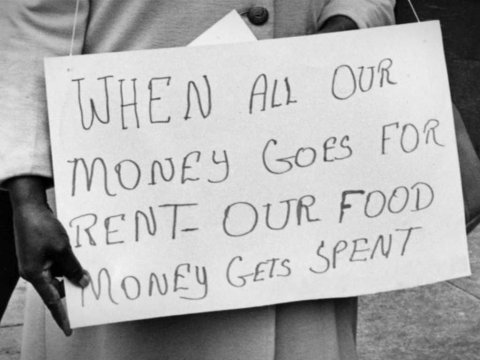 WHEN ALL OUR
MONEY GOES FOR
RENT- OUR FOOD
MONEY GETS SPENT